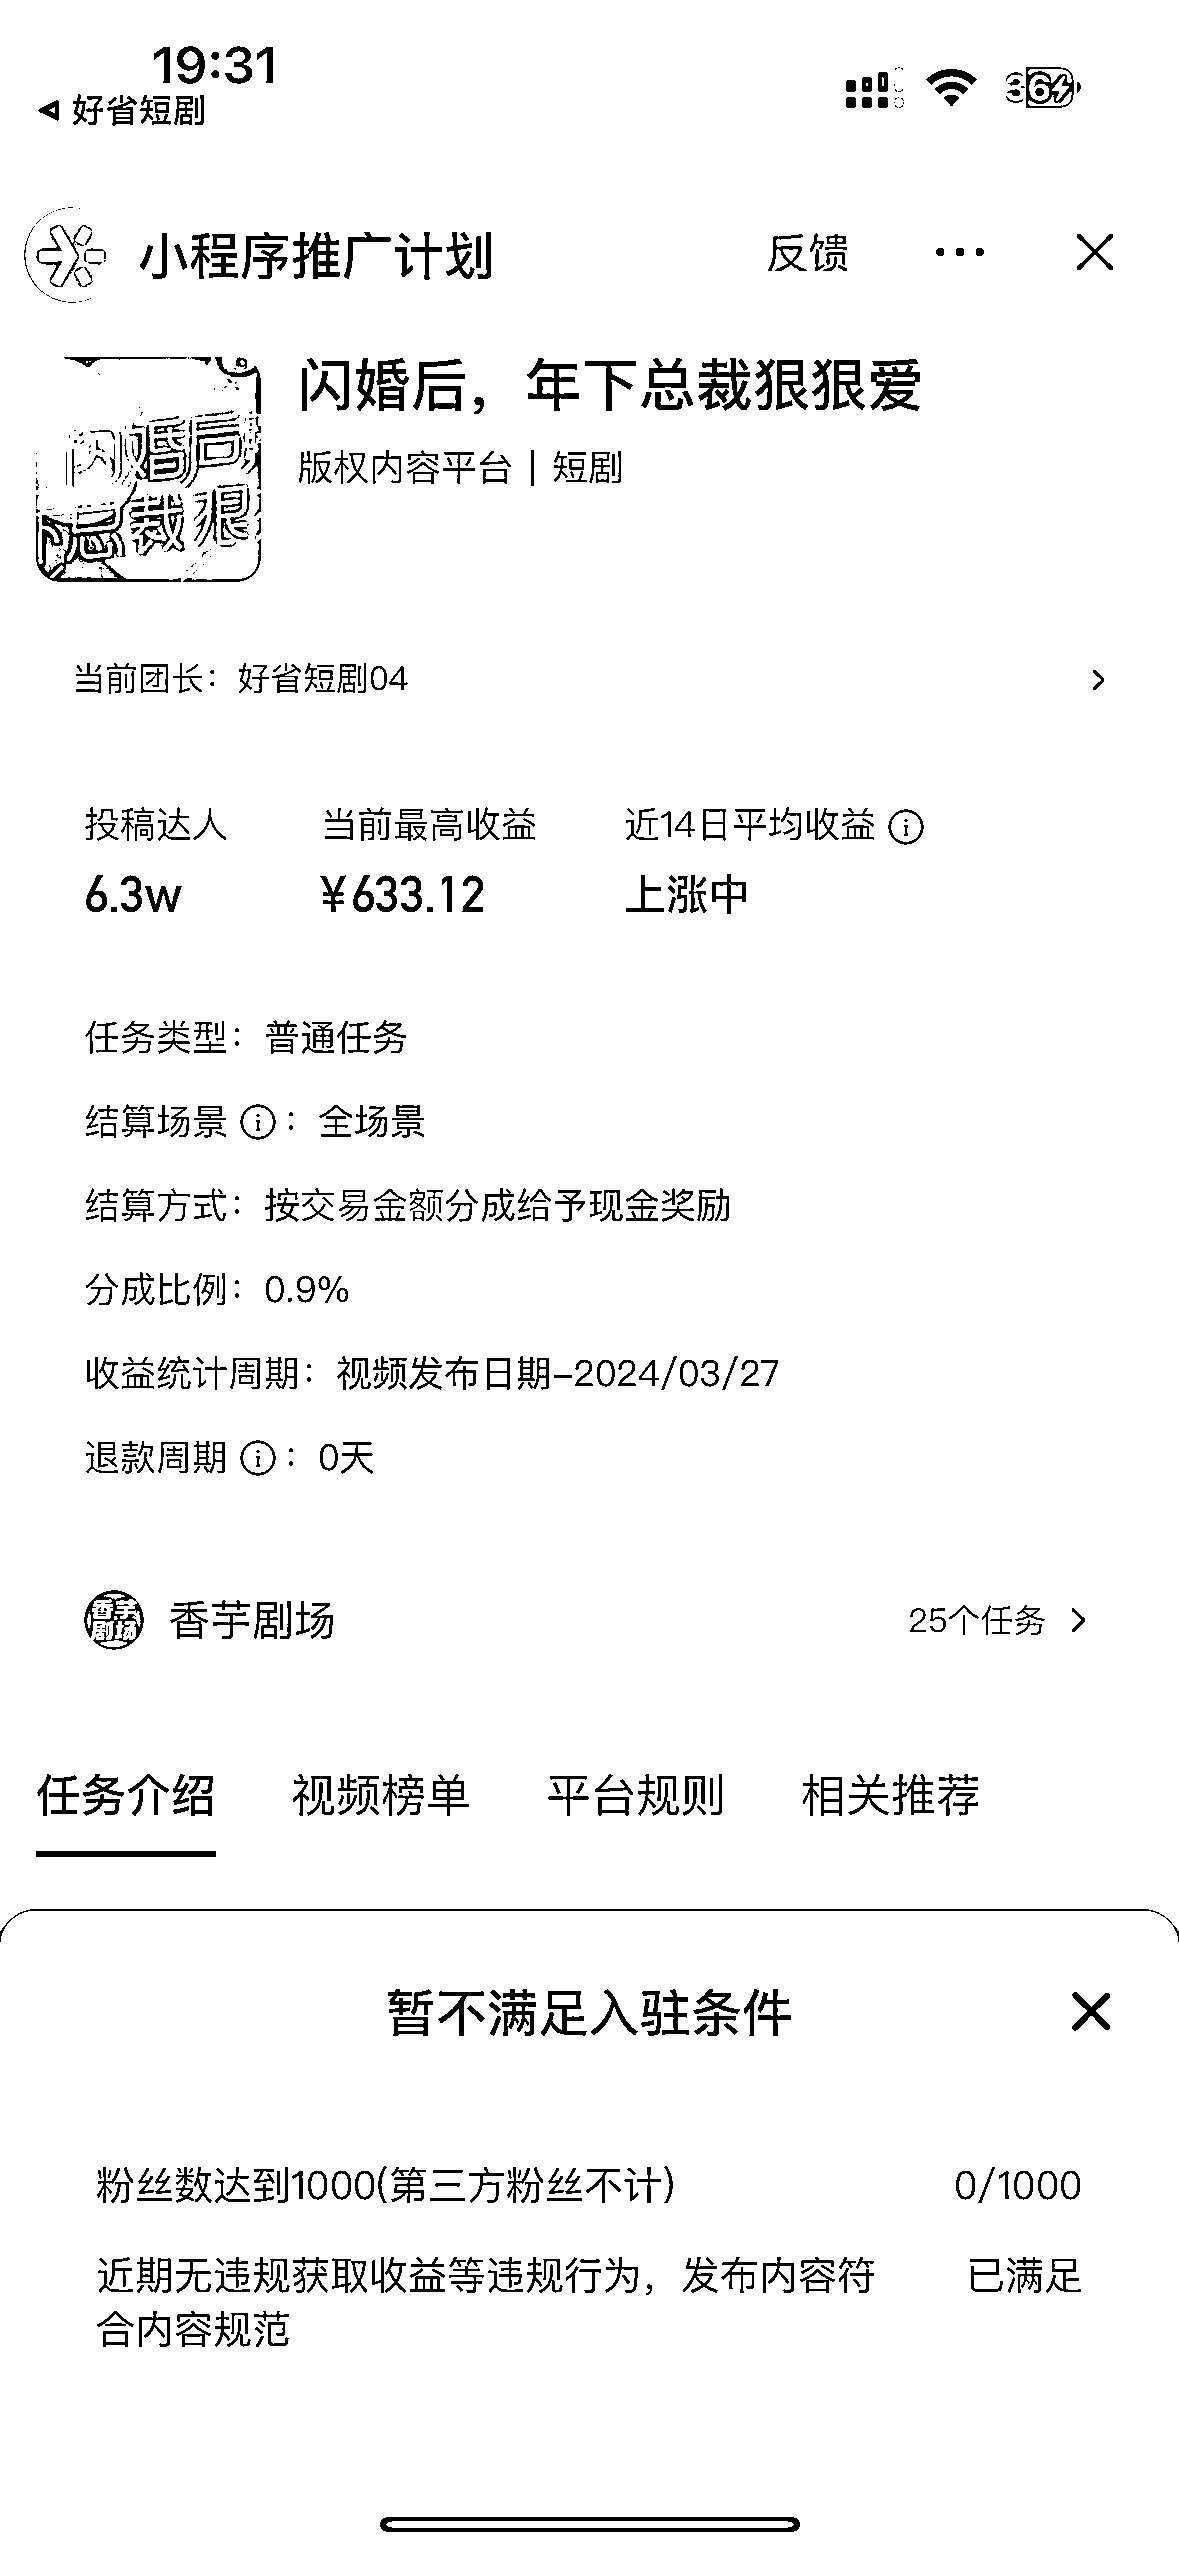 19:31
好省短剧
36
小程序推广计划
反馈
闪婚后，年下总裁狠狠爱
版权内容平台 | 短剧
闪婚后
总裁狠
当前团长：好省短剧04
投稿达人 当前最高收益 近14日平均收益
6.3w ¥633.12 上涨中
任务类型：普通任务
结算场景：全场景
结算方式：按交易金额分成给予现金奖励
分成比例：0.9%
收益统计周期：视频发布日期-2024/03/27
退款周期：0天
香芋剧场
香芋剧场 25个任务
任务介绍 视频榜单 平台规则 相关推荐
暂不满足入驻条件
粉丝数达到1000(第三方粉丝不计) 0/1000
近期无违规获取收益等违规行为，发布内容符 已满足
合内容规范